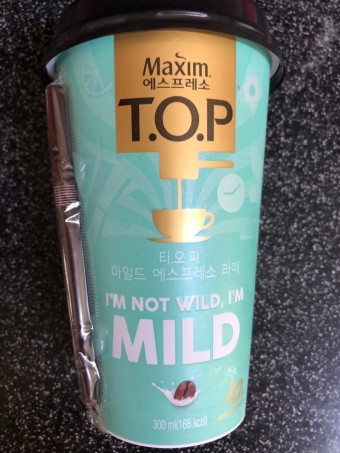 Maxim.
에스프레소
T.O.P
티오피
마일드 에스프레소 라떼
I'M NOT WILD, I'M
MILD
300 ml(168 kcal)